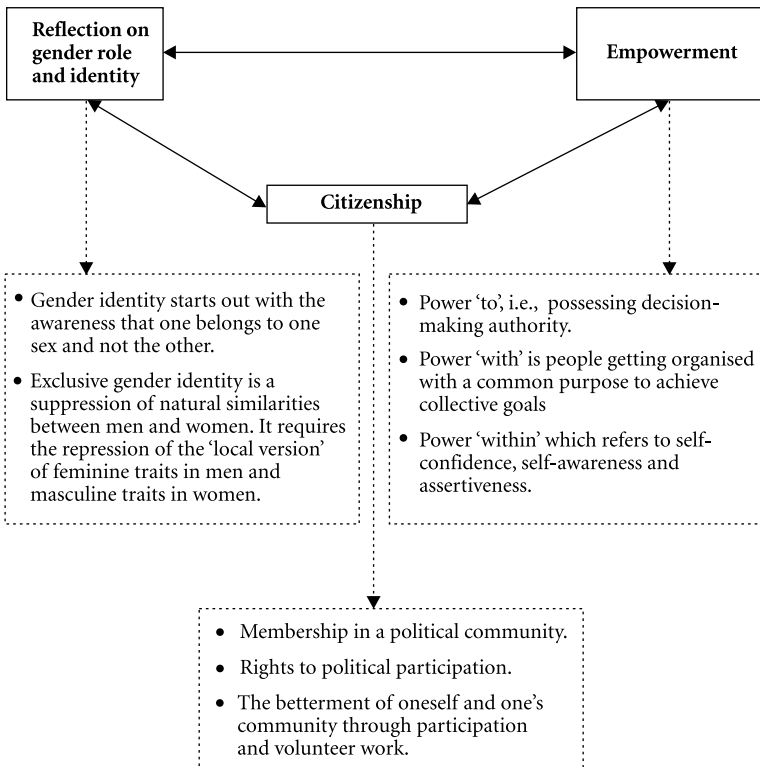 Reflection on
gender role
and identity
Empowerment
Citizenship
• Gender identity starts out with the
awareness that one belongs to one
sex and not the other.
• Exclusive gender identity is a
suppression of natural similarities
between men and women. It requires
the repression of the ‘local version’
of feminine traits in men and
masculine traits in women.
• Power ‘to’, i.e., possessing decision-
making authority.
• Power ‘with’ is people getting organised
with a common purpose to achieve
collective goals
• Power ‘within’ which refers to self-
confidence, self-awareness and
assertiveness.
• Membership in a political community.
• Rights to political participation.
• The betterment of oneself and one’s
community through participation
and volunteer work.